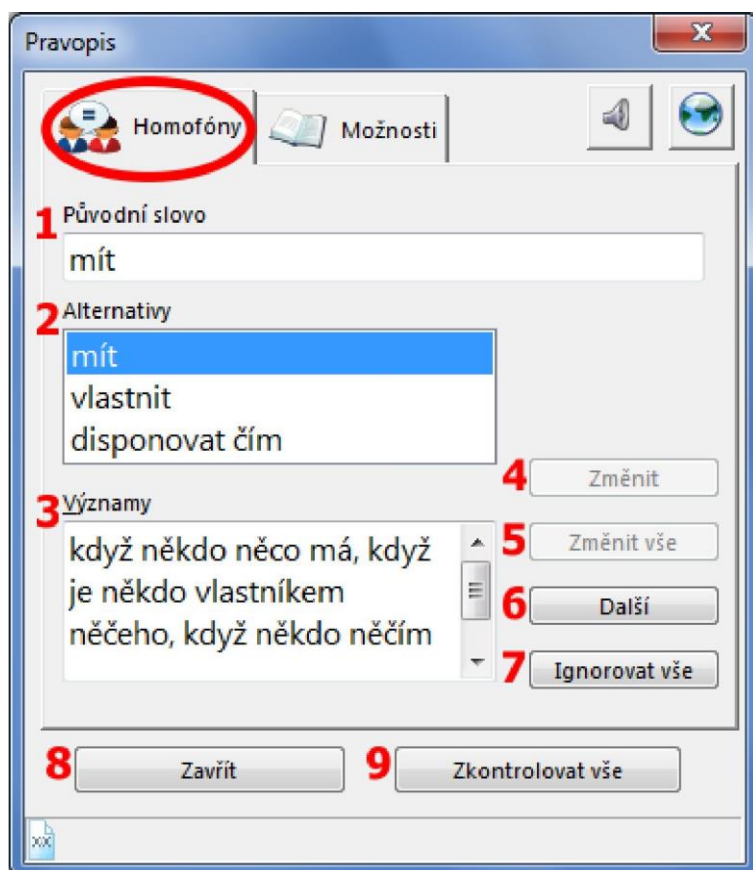 Pravopis
x
Homofóny
Možnosti
1 Původní slovo
mít
2 Alternativy
mít
vlastnit
disponovat čím
4 Změnit
3 Významy
když někdo něco má, když
je někdo vlastníkem
něčeho, když někdo něčím
5 Změnit vše
6 Další
7 Ignorovat vše
8 Zavřít
9 Zkontrolovat vše